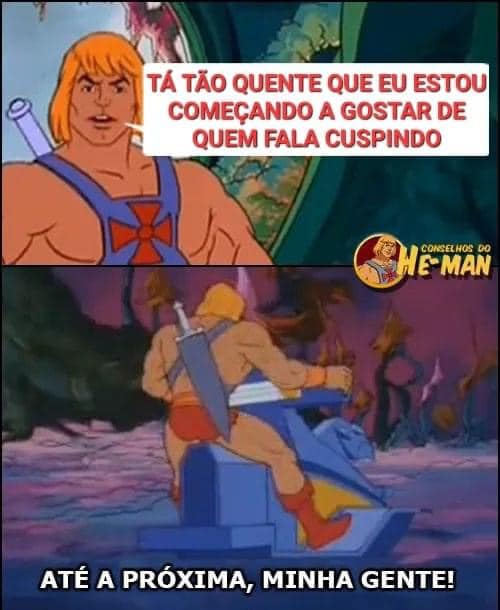 TÁ TÃO QUENTE QUE EU ESTOU
COMEÇANDO A GOSTAR DE
QUEM FALA CUSPINDO
CONSELHOS DO
HE-MAN
ATÉ A PRÓXIMA, MINHA GENTE!